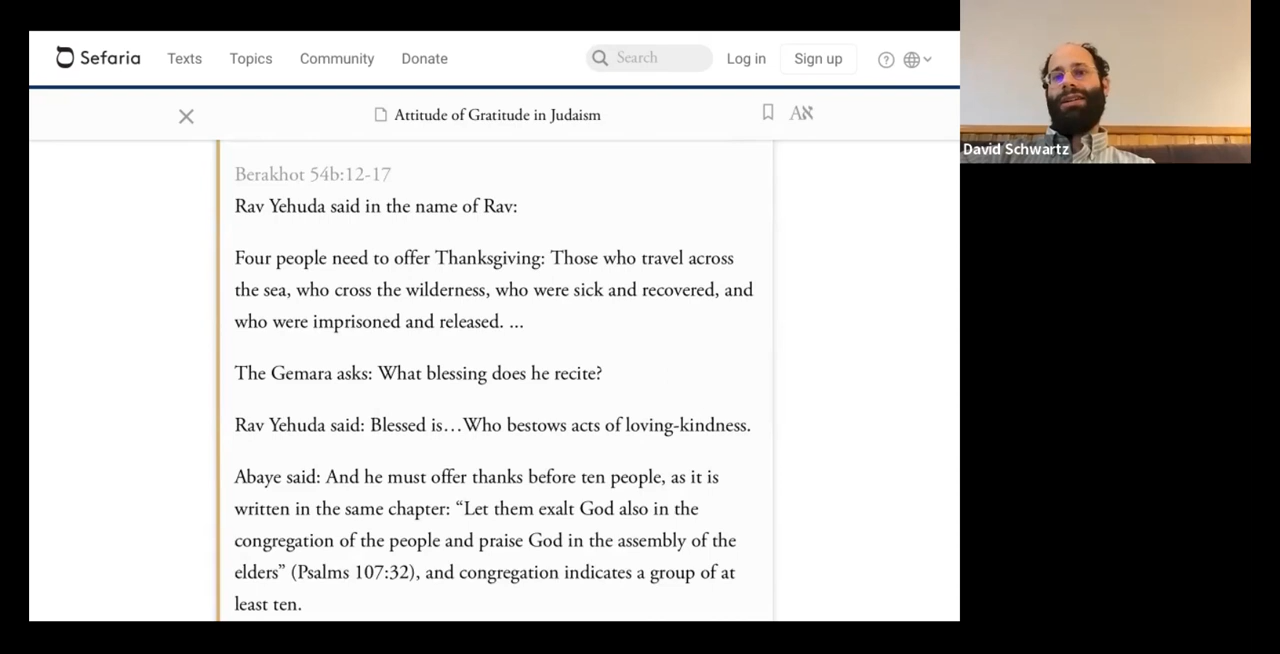 Sefaria Texts Topics Community Donate Search Log in Sign up
Attitude of Gratitude in Judaism Aא
David Schwartz
Berakhot 54b:12-17
Rav Yehuda said in the name of Rav:
Four people need to offer Thanksgiving: Those who travel across
the sea, who cross the wilderness, who were sick and recovered, and
who were imprisoned and released. ...
The Gemara asks: What blessing does he recite?
Rav Yehuda said: Blessed is…Who bestows acts of loving-kindness.
Abaye said: And he must offer thanks before ten people, as it is
written in the same chapter: “Let them exalt God also in the
congregation of the people and praise God in the assembly of the
elders” (Psalms 107:32), and congregation indicates a group of at
least ten.